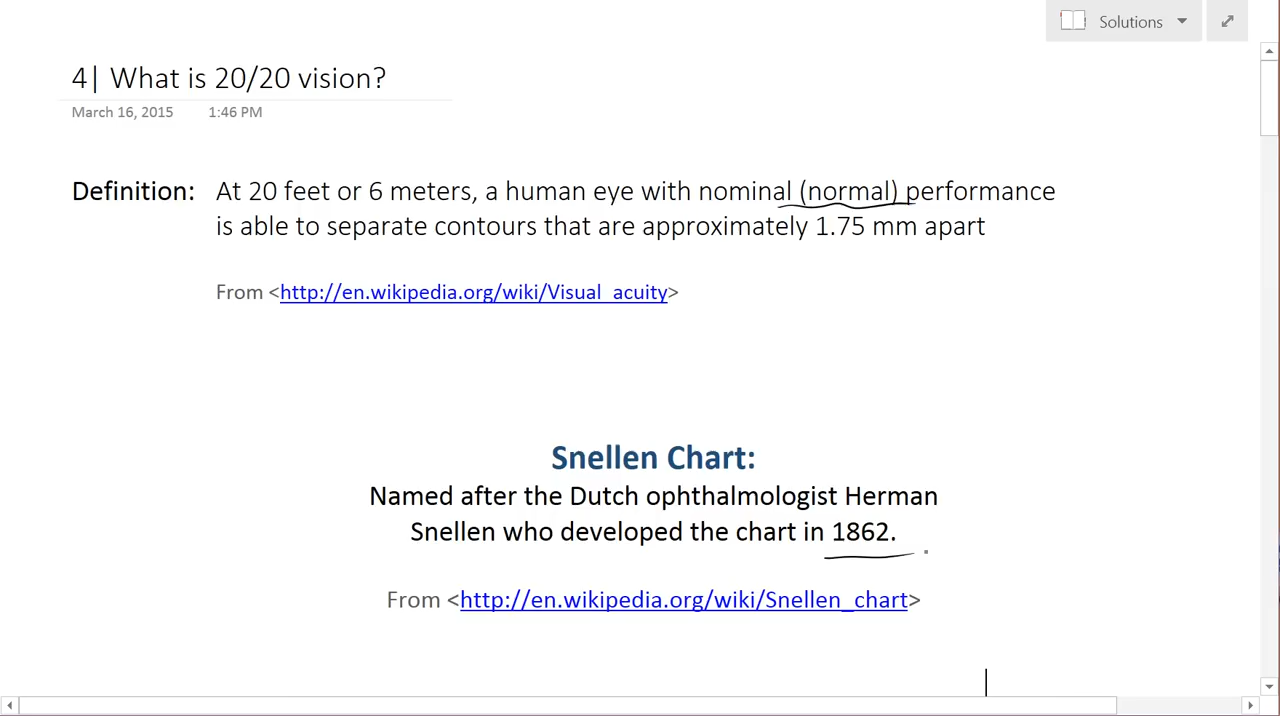 Solutions
4| What is 20/20 vision?
March 16, 2015 1:46 PM
Definition: At 20 feet or 6 meters, a human eye with nominal (normal) performance
is able to separate contours that are approximately 1.75 mm apart
From <http://en.wikipedia.org/wiki/Visual_acuity>
Snellen Chart:
Named after the Dutch ophthalmologist Herman
Snellen who developed the chart in 1862.
From <http://en.wikipedia.org/wiki/Snellen_chart>